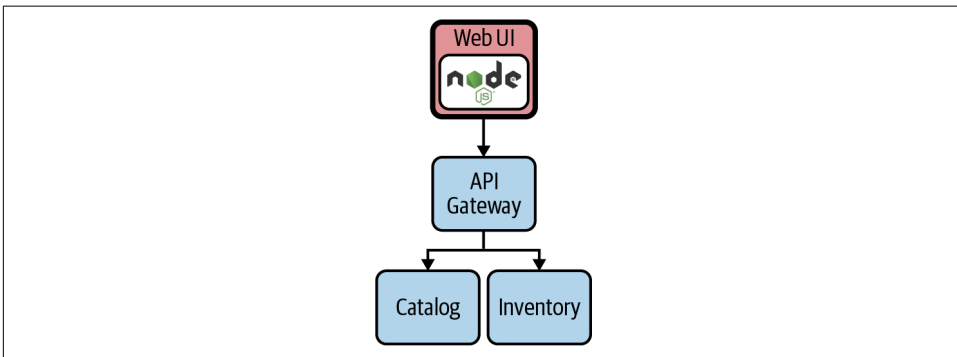 Web UI
node
JS
API
Gateway
Catalog
Inventory